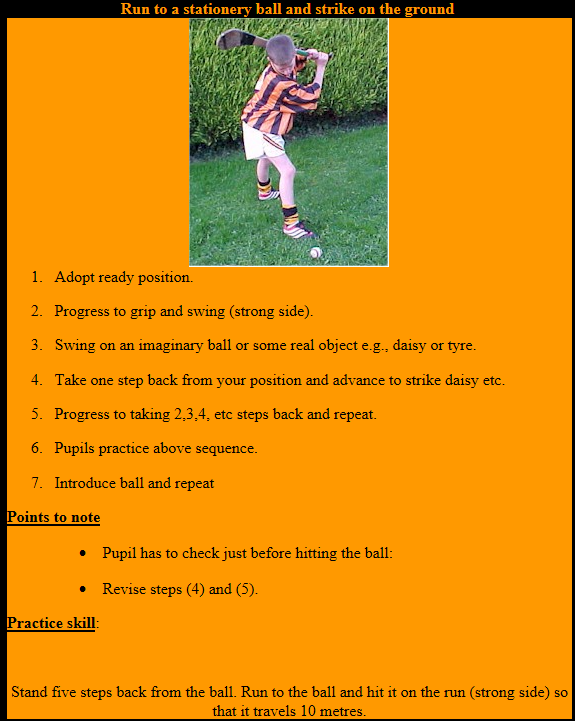 Run to a stationery ball and strike on the ground
1. Adopt ready position.
2. Progress to grip and swing (strong side).
3. Swing on an imaginary ball or some real object e.g., daisy or tyre.
4. Take one step back from your position and advance to strike daisy etc.
5. Progress to taking 2,3,4, etc steps back and repeat.
6. Pupils practice above sequence.
7. Introduce ball and repeat
Points to note
• Pupil has to check just before hitting the ball:
• Revise steps (4) and (5).
Practice skill:
Stand five steps back from the ball. Run to the ball and hit it on the run (strong side) so
that it travels 10 metres.